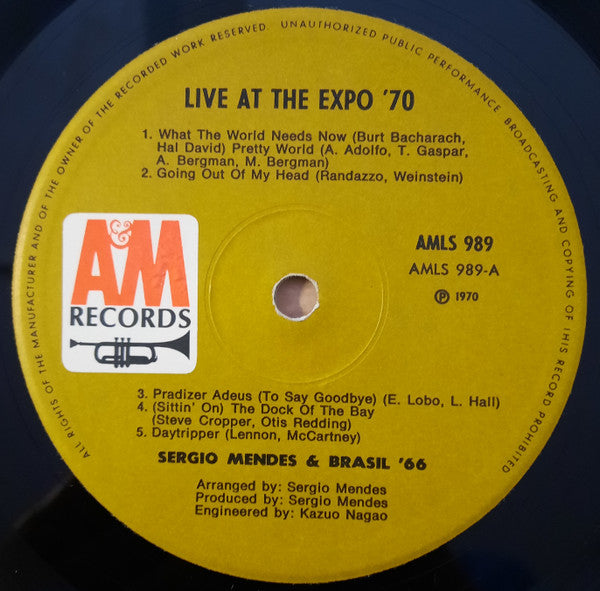 ALL RIGHTS OF THE MANUFACTURER AND OF THE OWNER OF THE RECORDED WORK RESERVED. UNAUTHORIZED PUBLIC PERFORMANCE, BROADCASTING AND COPYING OF THIS RECORD PROHIBITED
LIVE AT THE EXPO '70
1. What The World Needs Now (Burt Bacharach,
Hal David) Pretty World (A. Adolfo, T. Gaspar,
A. Bergman, M. Bergman)
2. Going Out Of My Head (Randazzo, Weinstein)
A&M
RECORDS
AMLS 989
AMLS 989-A
℗ 1970
3. Pradizer Adeus (To Say Goodbye) (E. Lobo, L. Hall)
4. (Sittin' On) The Dock Of The Bay
(Steve Cropper, Otis Redding)
5. Daytripper (Lennon, McCartney)
SERGIO MENDES & BRASIL '66
Arranged by: Sergio Mendes
Produced by: Sergio Mendes
Engineered by: Kazuo Nagao